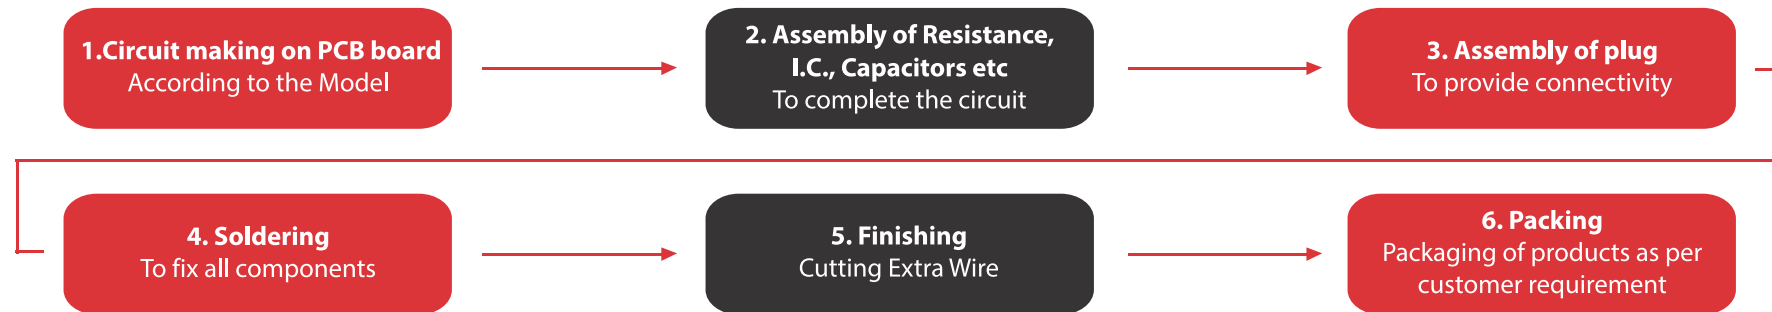 1.Circuit making on PCB board
According to the Model
2. Assembly of Resistance,
I.C., Capacitors etc
To complete the circuit
3. Assembly of plug
To provide connectivity
4. Soldering
To fix all components
5. Finishing
Cutting Extra Wire
6. Packing
Packaging of products as per
customer requirement